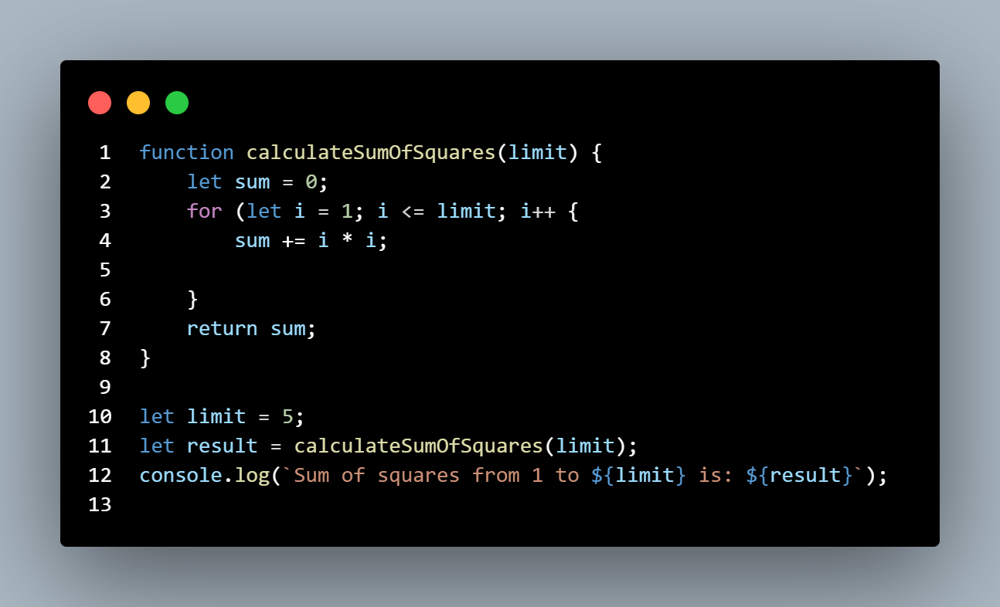 1 function calculateSumOfSquares(limit) {
2     let sum = 0;
3     for (let i = 1; i <= limit; i++ {
4         sum += i * i;
5
6     }
7     return sum;
8 }
9
10 let limit = 5;
11 let result = calculateSumOfSquares(limit);
12 console.log(`Sum of squares from 1 to ${limit} is: ${result}`);
13